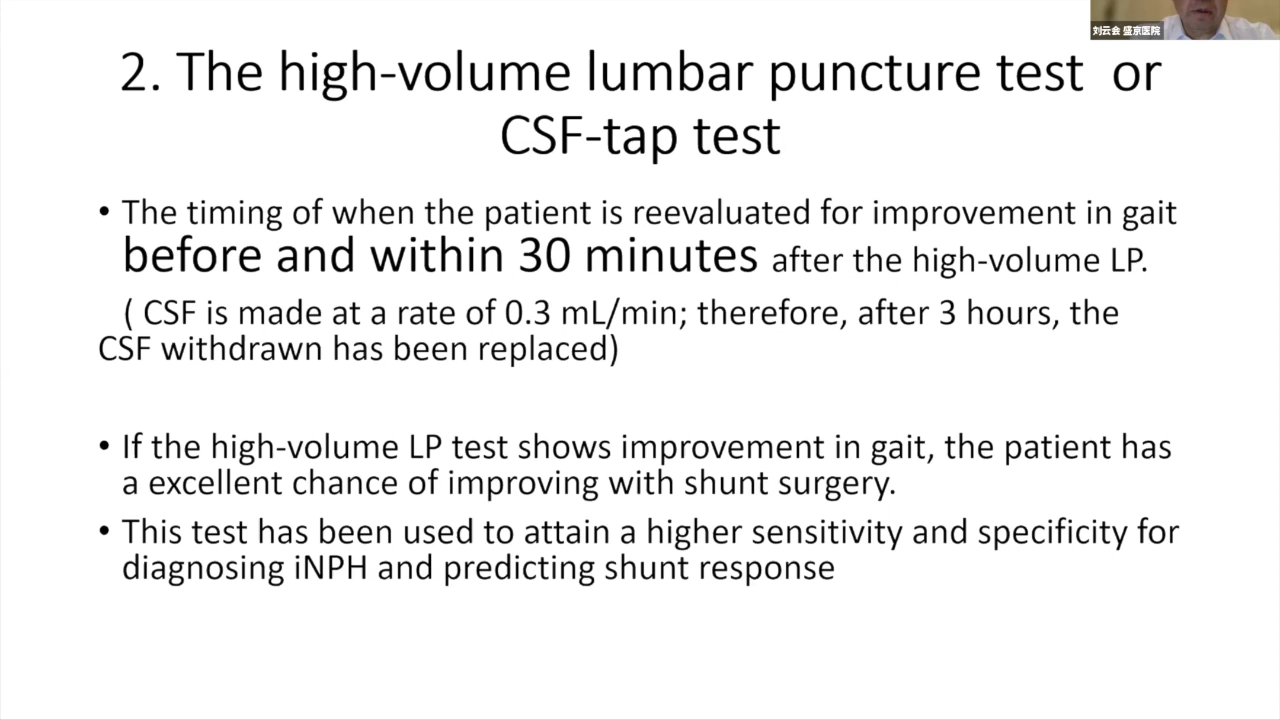 刘云会 盛京医院
2. The high-volume lumbar puncture test or
CSF-tap test
• The timing of when the patient is reevaluated for improvement in gait
before and within 30 minutes after the high-volume LP.
( CSF is made at a rate of 0.3 mL/min; therefore, after 3 hours, the
CSF withdrawn has been replaced)
• If the high-volume LP test shows improvement in gait, the patient has
a excellent chance of improving with shunt surgery.
• This test has been used to attain a higher sensitivity and specificity for
diagnosing iNPH and predicting shunt response